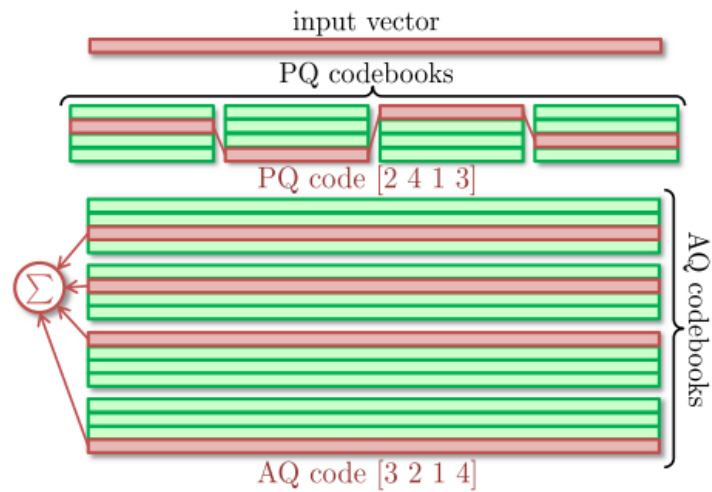 input vector
PQ codebooks
PQ code [2 4 1 3]
∑
AQ codebooks
AQ code [3 2 1 4]